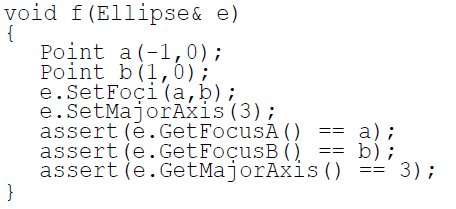 void f(Ellipse& e)
{
Point a(-1,0);
Point b(1,0);
e.SetFoci(a,b);
e.SetMajorAxis(3);
assert(e.GetFocusA() == a);
assert(e.GetFocusB() == b);
assert(e.GetMajorAxis() == 3);
}